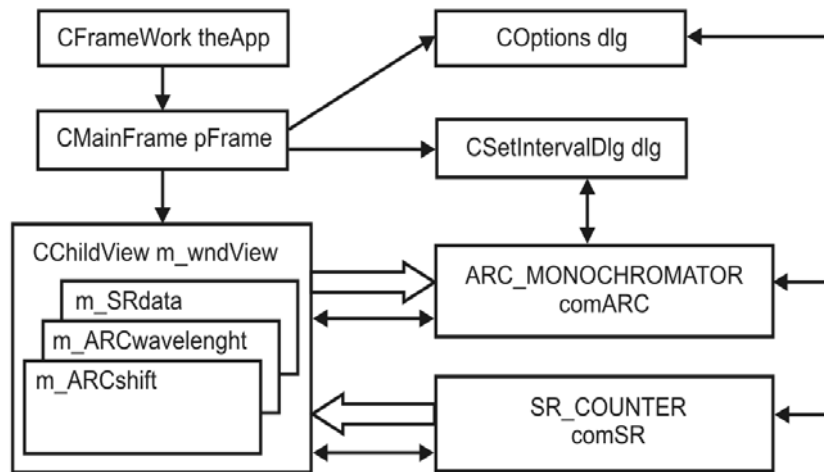 CFrameWork theApp
COptions dlg
CMainFrame pFrame
CSetIntervalDlg dlg
CChildView m_wndView
m_SRdata
m_ARCwavelenght
m_ARCshift
ARC_MONOCHROMATOR
comARC
SR_COUNTER
comSR